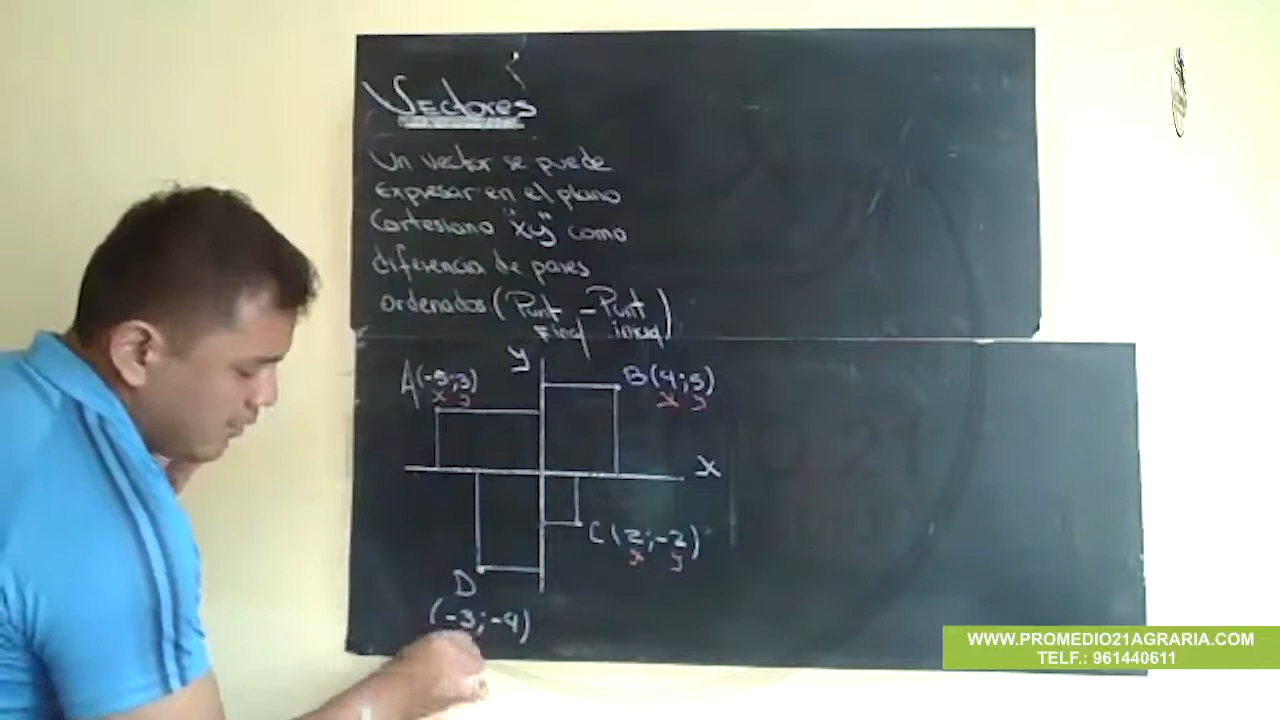 Vectores
Un vector se puede
Expresar en el plano
Cartesiano "xy" como
diferencia de pares
ordenados (Punt - Punt)
Final inicial
y
A(-5;3)
x y
B(4;5)
x y
x
C(2;-2)
x y
D
(-3;-4)
WWW.PROMEDIO21AGRARIA.COM
TELF.: 961440611